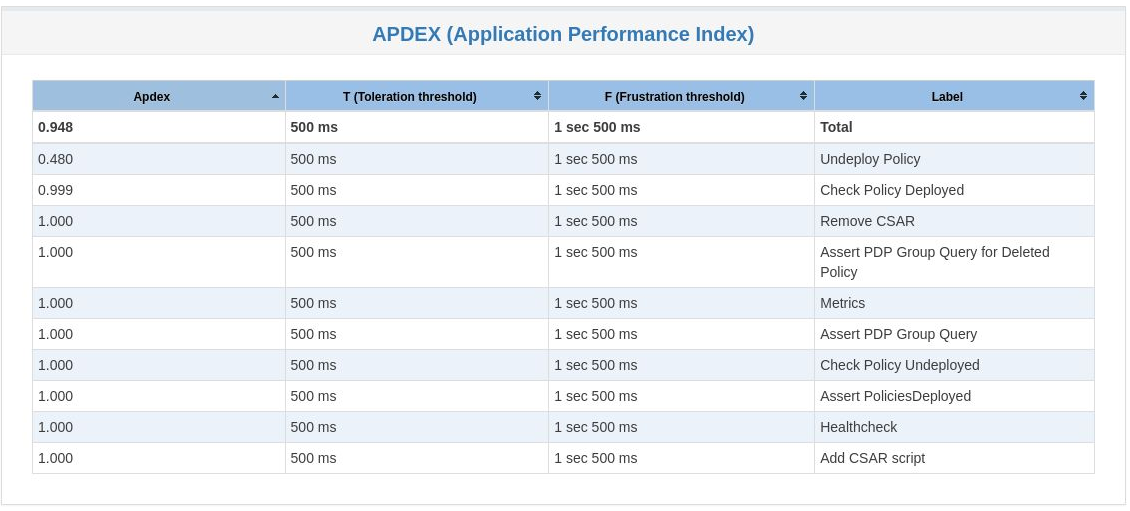 APDEX (Application Performance Index)
Apdex T (Toleration threshold) F (Frustration threshold) Label
0.948 500 ms 1 sec 500 ms Total
0.480 500 ms 1 sec 500 ms Undeploy Policy
0.999 500 ms 1 sec 500 ms Check Policy Deployed
1.000 500 ms 1 sec 500 ms Remove CSAR
1.000 500 ms 1 sec 500 ms Assert PDP Group Query for Deleted
Policy
1.000 500 ms 1 sec 500 ms Metrics
1.000 500 ms 1 sec 500 ms Assert PDP Group Query
1.000 500 ms 1 sec 500 ms Check Policy Undeployed
1.000 500 ms 1 sec 500 ms Assert PoliciesDeployed
1.000 500 ms 1 sec 500 ms Healthcheck
1.000 500 ms 1 sec 500 ms Add CSAR script